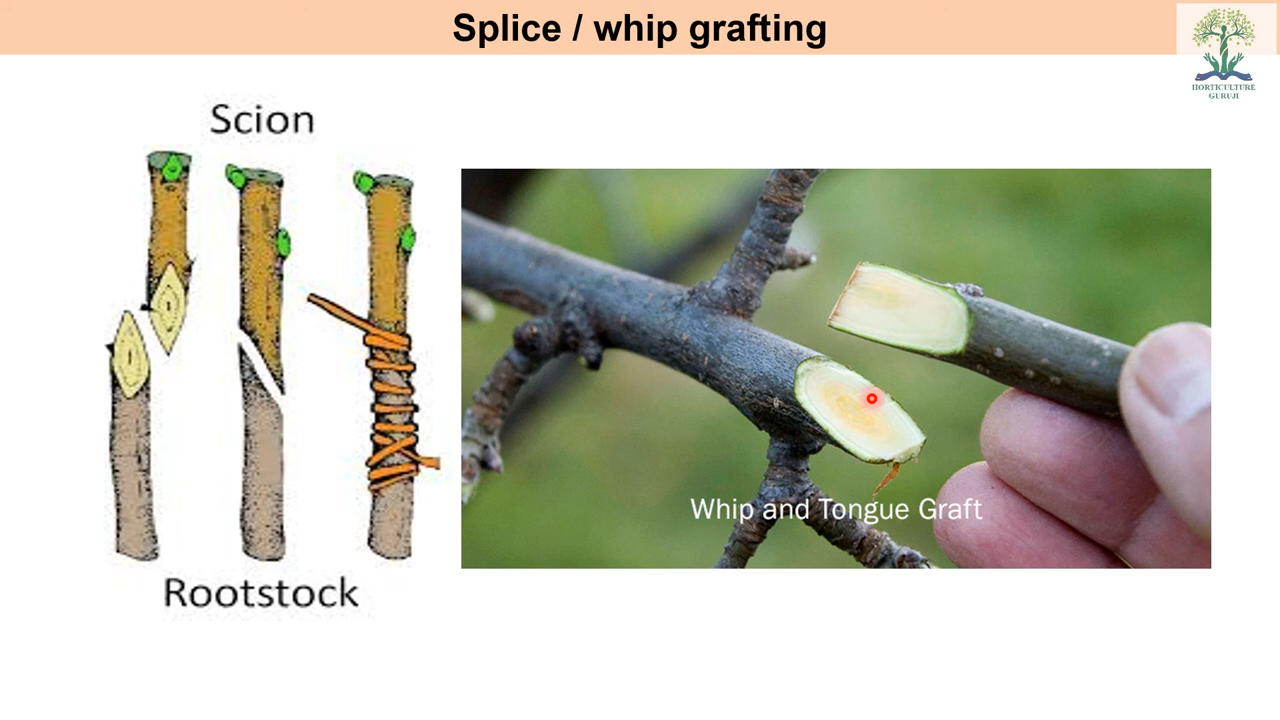 Splice / whip grafting
HORTICULTURE
GURUJI
Scion
Whip and Tongue Graft
Rootstock